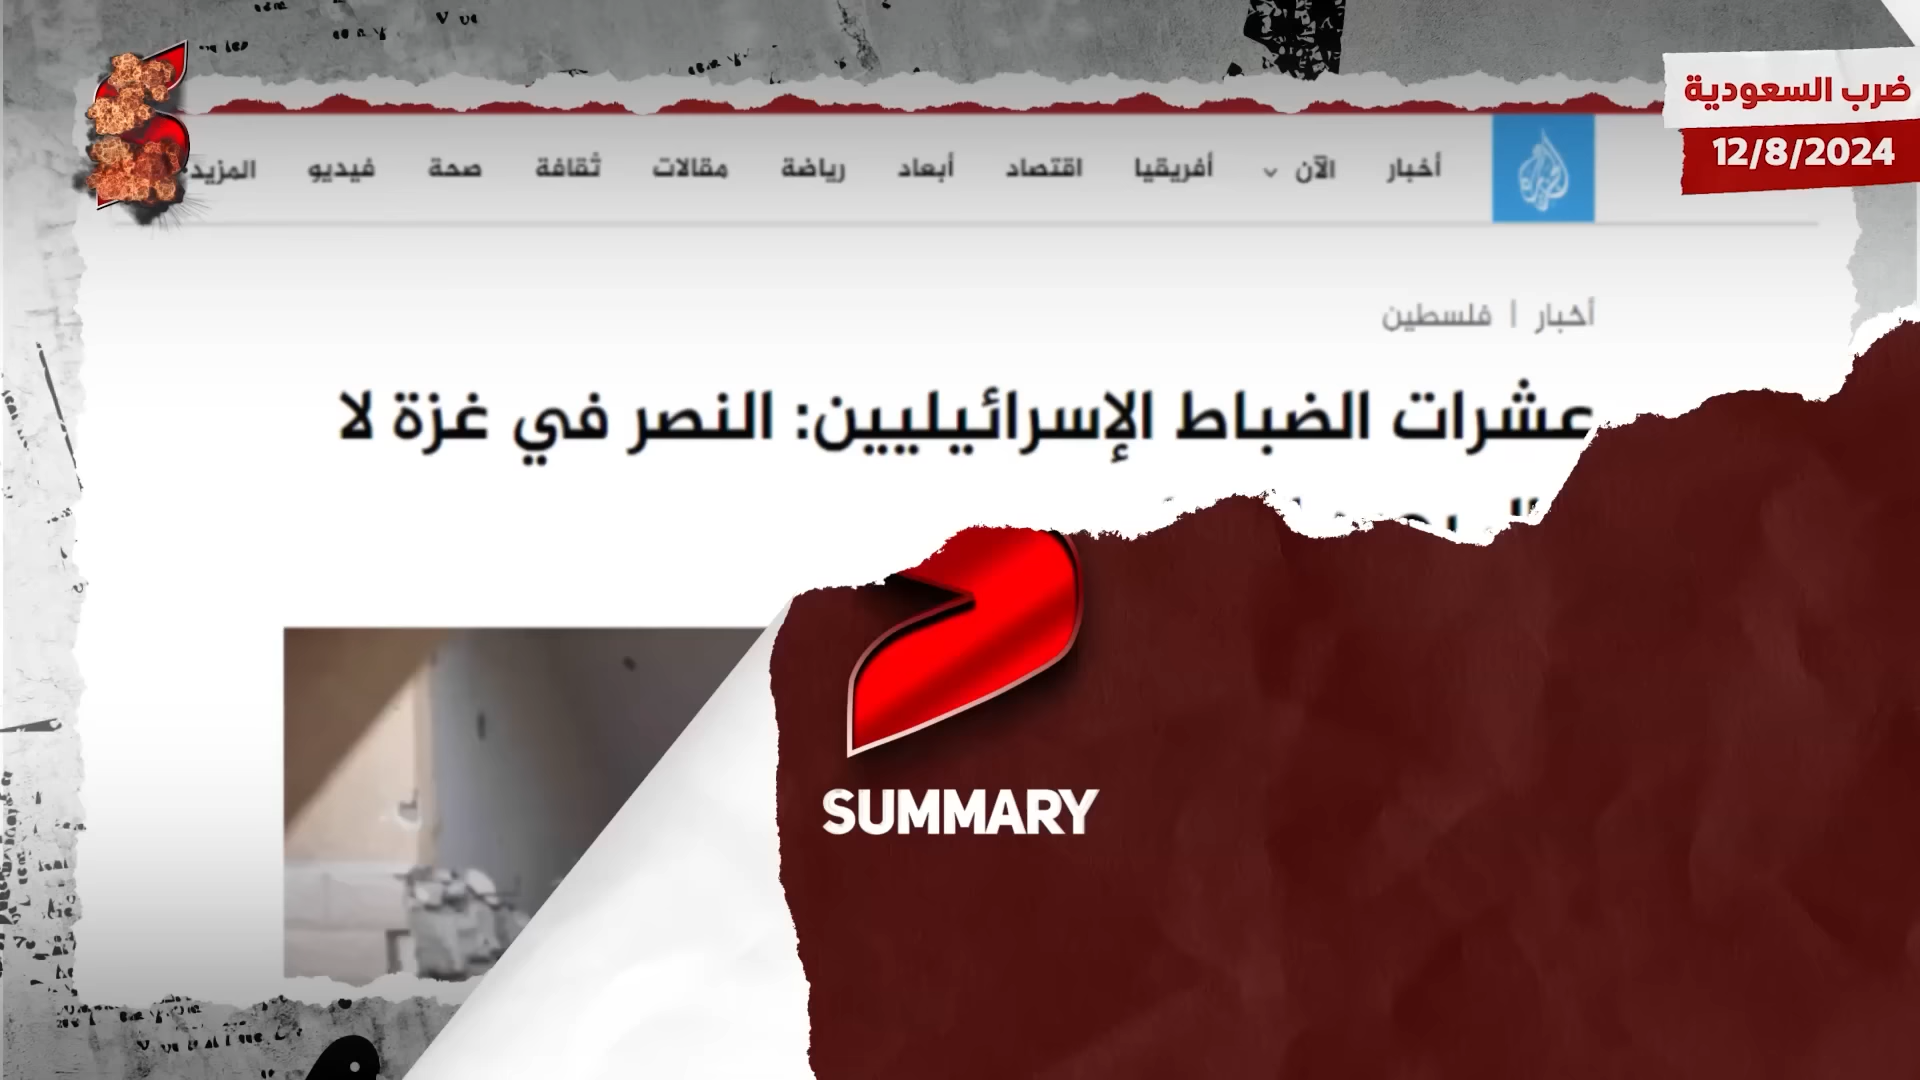 ضرب السعودية
12/8/2024
أخبار الآن أفريقيا اقتصاد أبعاد رياضة مقالات ثقافة صحة فيديو المزيد
أخبار | فلسطين
عشرات الضباط الإسرائيليين: النصر في غزة لا
SUMMARY